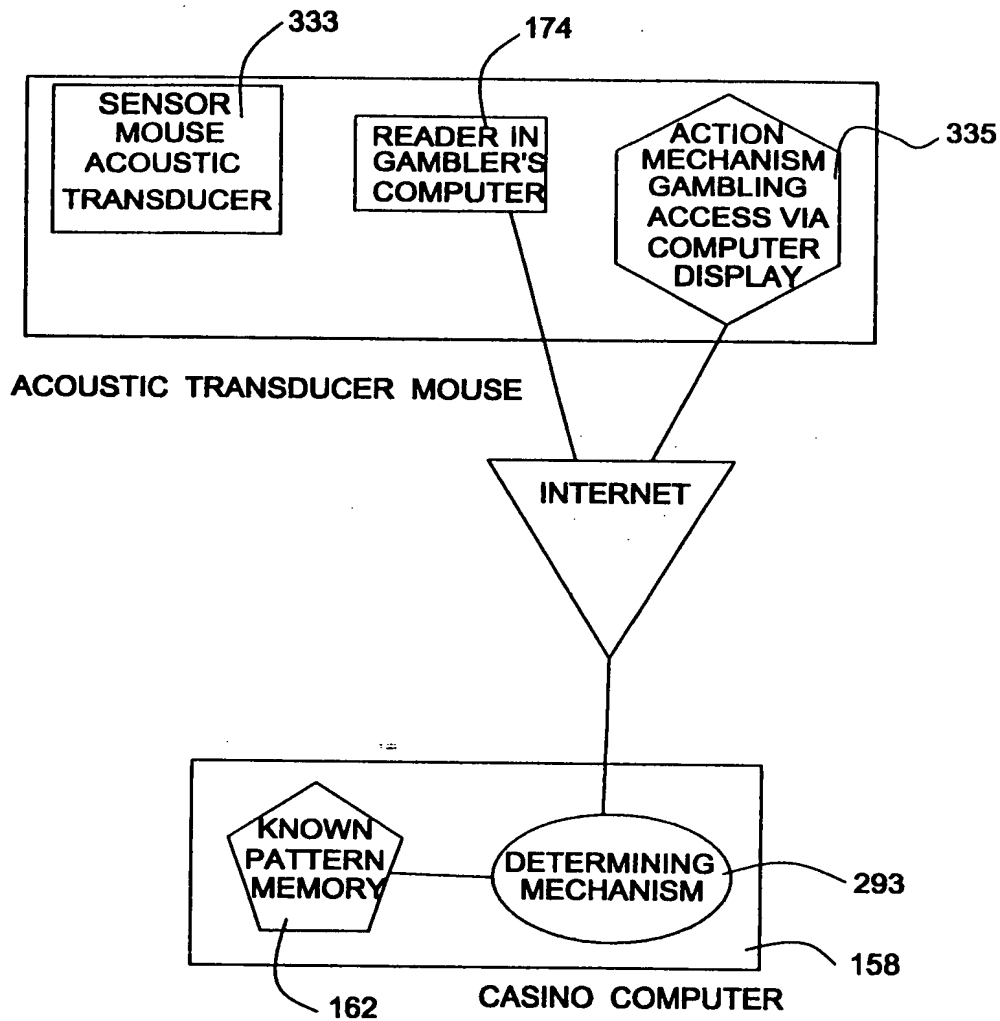 333
174
SENSOR
MOUSE
ACOUSTIC
TRANSDUCER
READER IN
GAMBLER'S
COMPUTER
ACTION
MECHANISM
GAMBLING
ACCESS VIA
COMPUTER
DISPLAY
335
ACOUSTIC TRANSDUCER MOUSE
INTERNET
KNOWN
PATTERN
MEMORY
DETERMINING
MECHANISM
293
158
162
CASINO COMPUTER